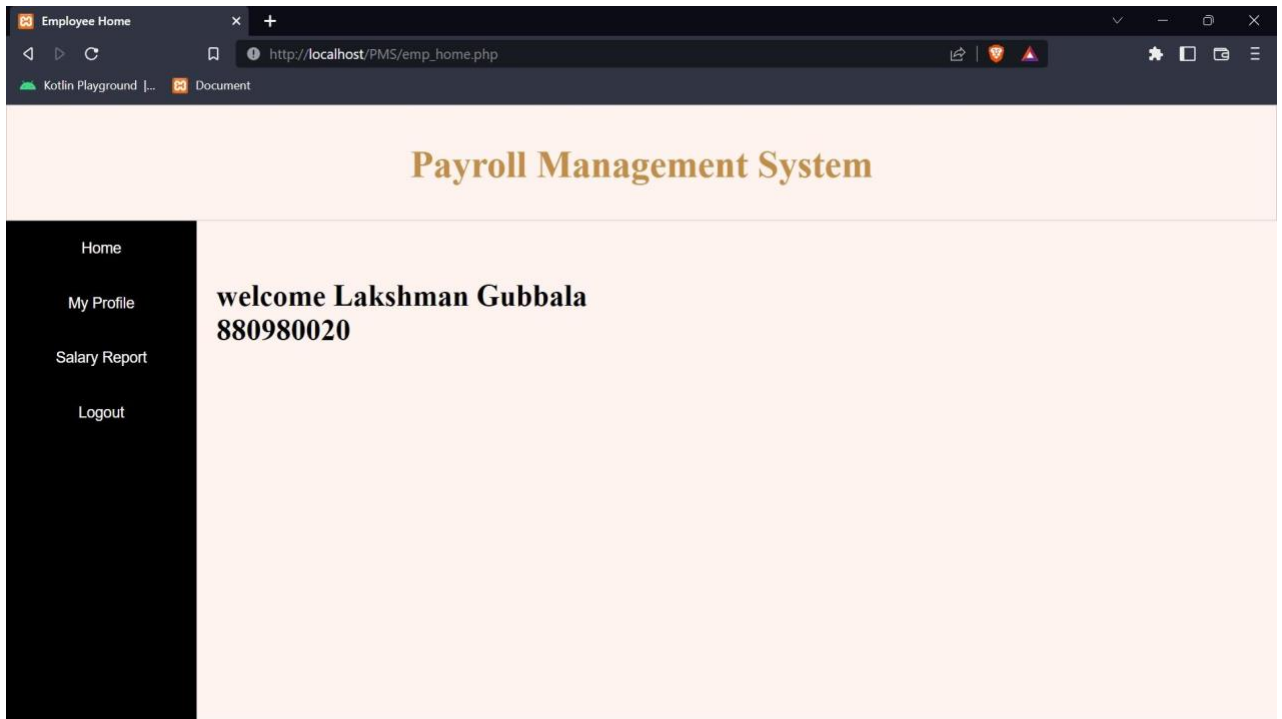 Employee Home
http://localhost/PMS/emp_home.php
Kotlin Playground |... Document
Payroll Management System
Home
My Profile
Salary Report
Logout
welcome Lakshman Gubbala
880980020